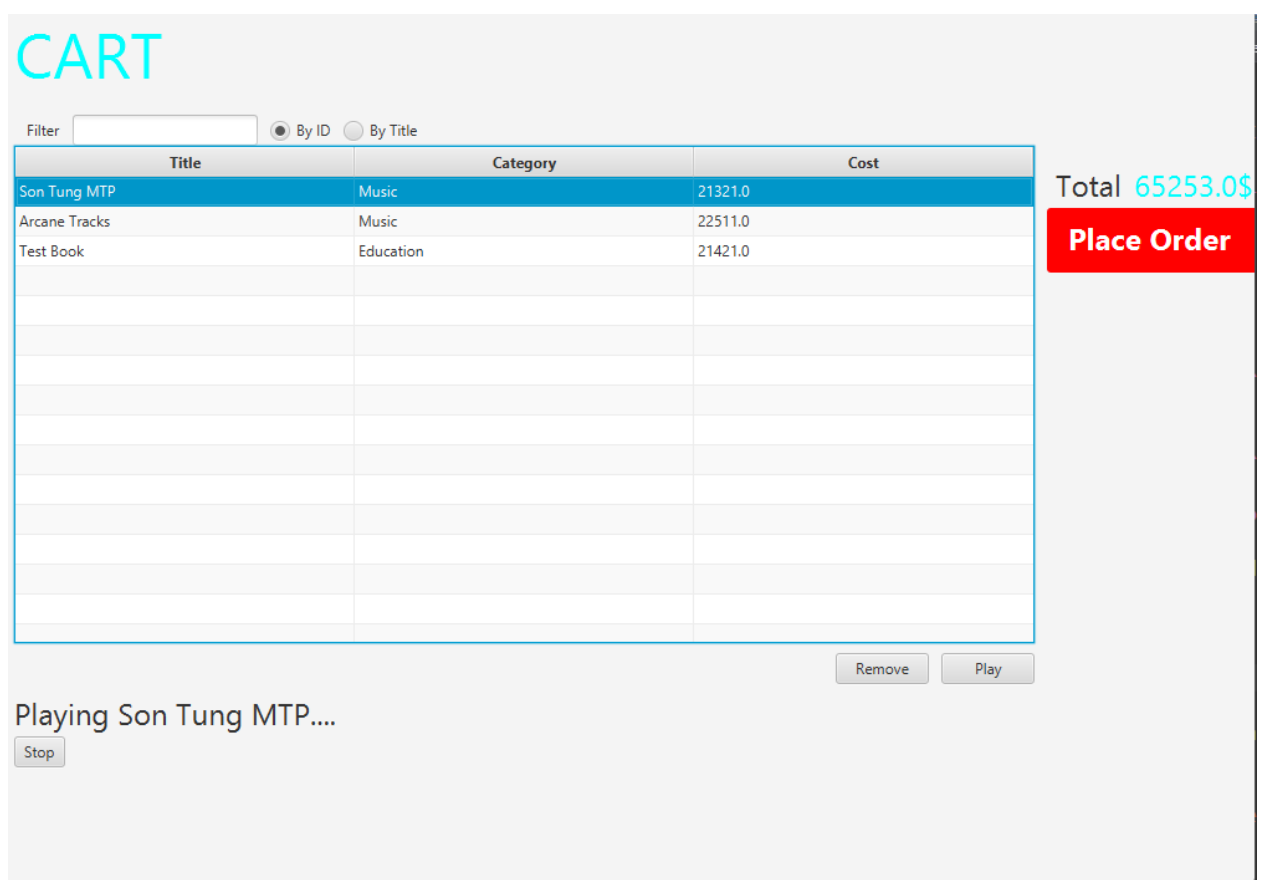 CART
Filter By ID By Title
Title Category Cost
Son Tung MTP Music 21321.0
Total 65253.0$
Arcane Tracks Music 22511.0
Place Order
Test Book Education 21421.0
Remove Play
Playing Son Tung MTP....
Stop